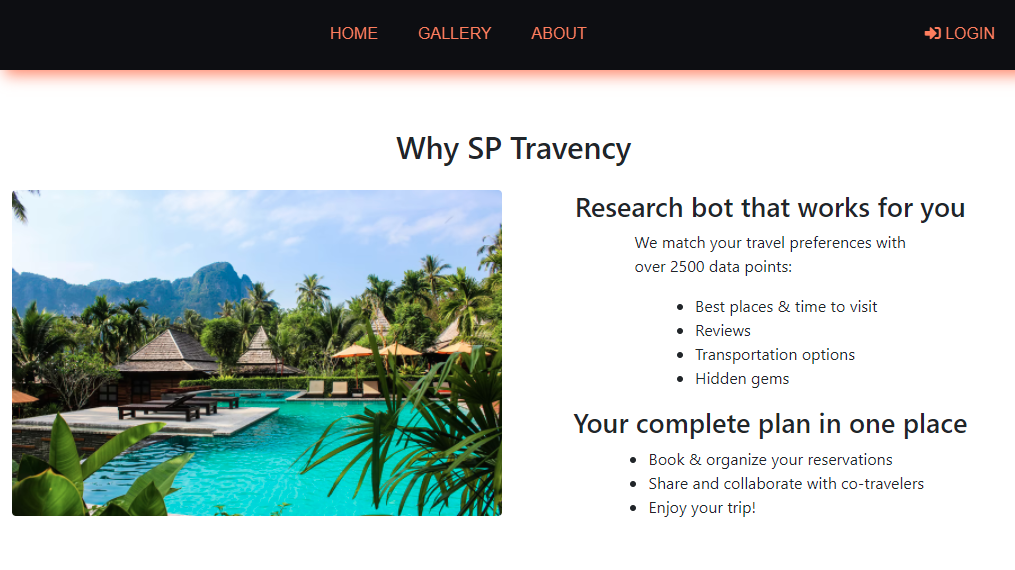 HOME GALLERY ABOUT LOGIN
Why SP Travency
Research bot that works for you
We match your travel preferences with
over 2500 data points:
Best places & time to visit
Reviews
Transportation options
Hidden gems
Your complete plan in one place
Book & organize your reservations
Share and collaborate with co-travelers
Enjoy your trip!